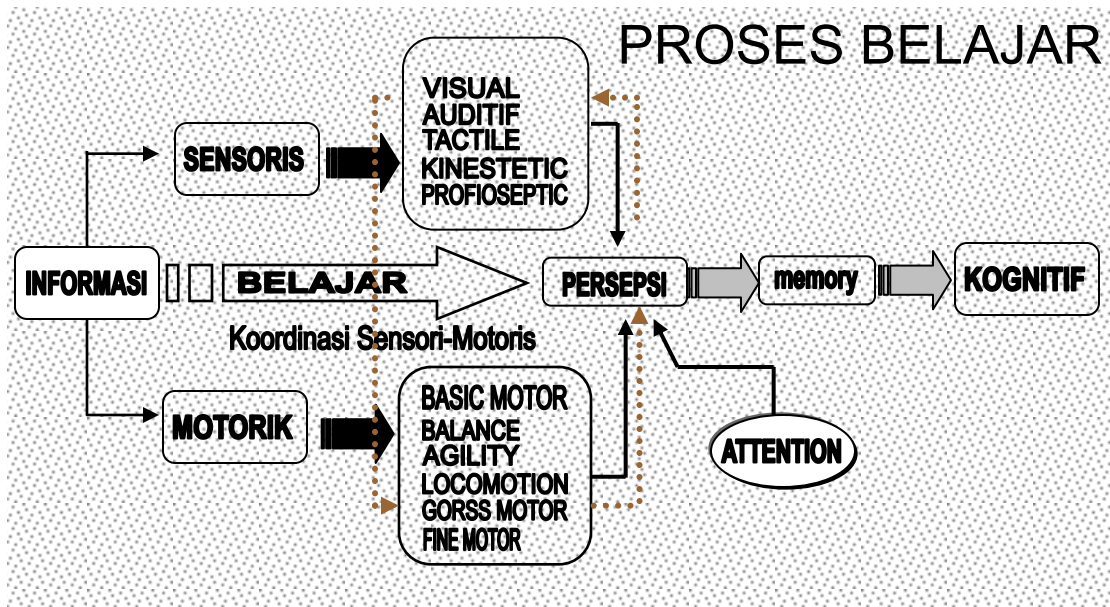 PROSES BELAJAR
VISUAL
AUDITIF
TACTILE
KINESTETIC
PROFIOSEPTIC
SENSORIS
INFORMASI
BELAJAR
PERSEPSI
memory
KOGNITIF
Koordinasi Sensori-Motoris
MOTORIK
BASIC MOTOR
BALANCE
AGILITY
LOCOMOTION
GORSS MOTOR
FINE MOTOR
ATTENTION